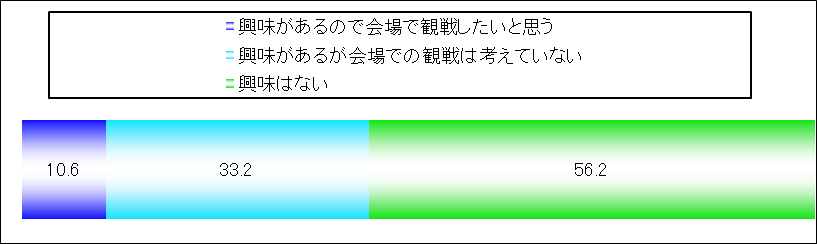 興味があるので会場で観戦したいと思う
興味があるが会場での観戦は考えていない
興味はない
10.6 33.2 56.2